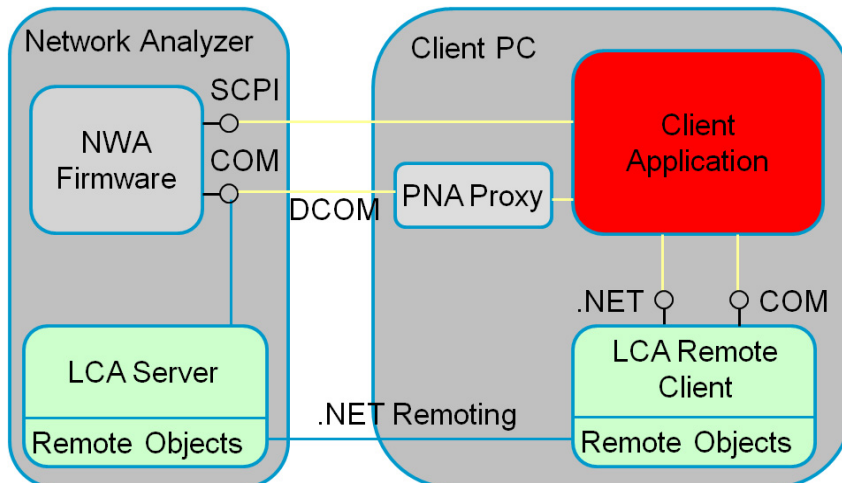 Network Analyzer
SCPI
NWA
Firmware
COM
DCOM
LCA Server
Remote Objects
.NET Remoting
Client PC
Client
Application
PNA Proxy
.NET
COM
LCA Remote
Client
Remote Objects